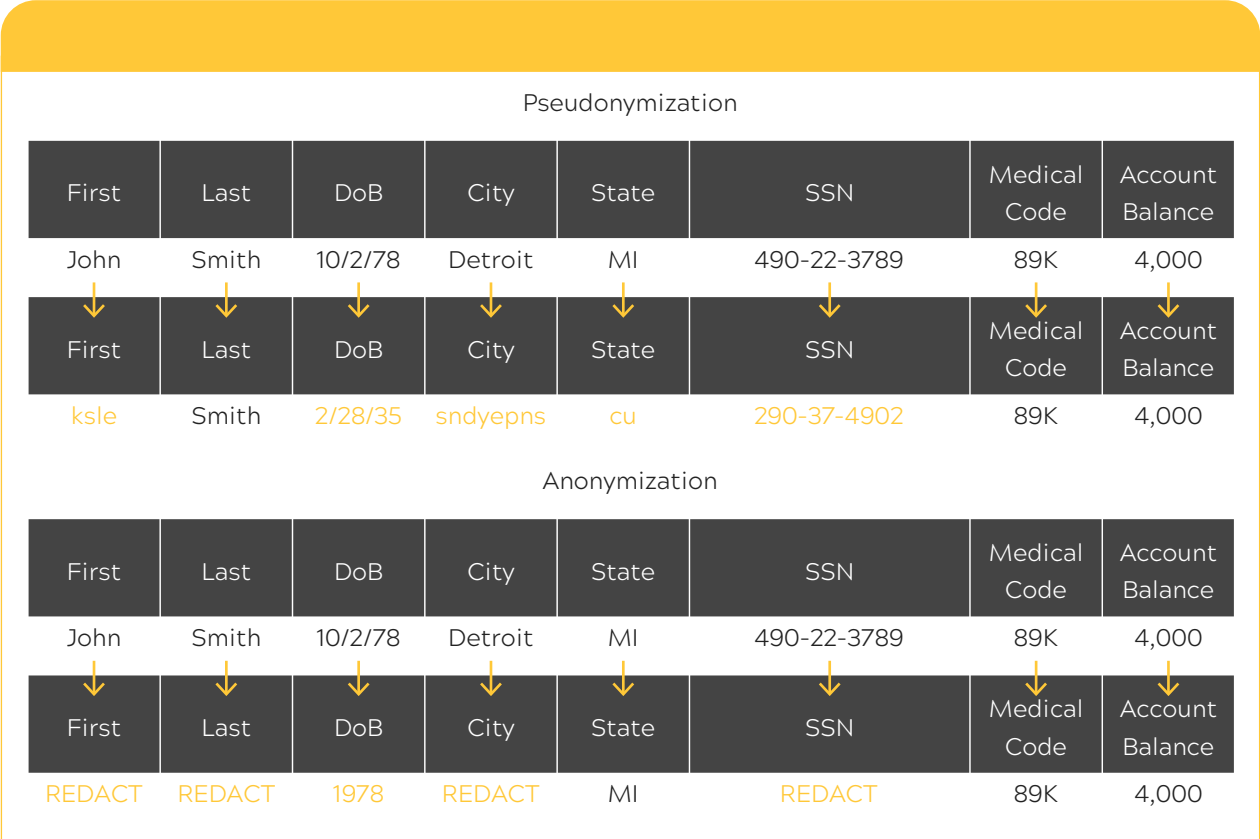 Pseudonymization
First Last DoB City State SSN Medical Code Account Balance
John Smith 10/2/78 Detroit MI 490-22-3789 89K 4,000
First Last DoB City State SSN Medical Code Account Balance
ksle Smith 2/28/35 sndyepns cu 290-37-4902 89K 4,000
Anonymization
First Last DoB City State SSN Medical Code Account Balance
John Smith 10/2/78 Detroit MI 490-22-3789 89K 4,000
First Last DoB City State SSN Medical Code Account Balance
REDACT REDACT 1978 REDACT MI REDACT 89K 4,000